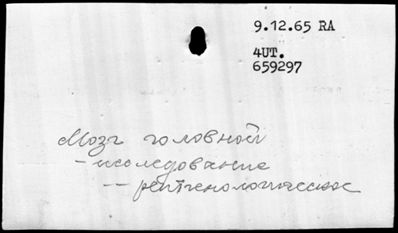 9.12.65 RA
4UT.
659297
Мозг головной
- исследование
-- рентгенологическое